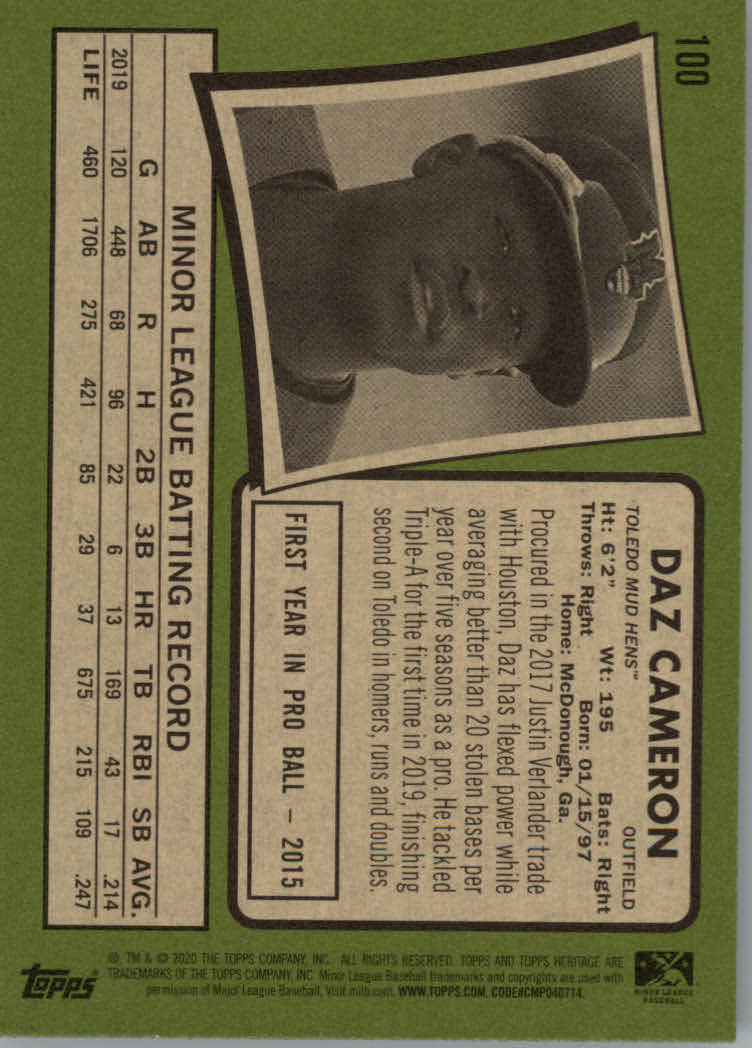 100
DAZ CAMERON
TOLEDO MUD HENS™ OUTFIELD
Ht: 6'2" Wt: 195 Bats: Right
Throws: Right Born: 01/15/97
Home: McDonough, Ga.
Procured in the 2017 Justin Verlander trade
with Houston, Daz has flexed power while
averaging better than 20 stolen bases per
year over five seasons as a pro. He tackled
Triple-A for the first time in 2019, finishing
second on Toledo in homers, runs and doubles.
FIRST YEAR IN PRO BALL – 2015
MINOR LEAGUE BATTING RECORD
G AB R H 2B 3B HR TB RBI SB AVG.
2019 120 448 68 96 22 6 13 169 43 17 .214
LIFE 460 1706 275 421 85 29 37 675 215 109 .247
MINOR LEAGUE
BASEBALL
®, TM & © 2020 THE TOPPS COMPANY, INC. ALL RIGHTS RESERVED. TOPPS AND TOPPS HERITAGE ARE
TRADEMARKS OF THE TOPPS COMPANY, INC. Minor League Baseball trademarks and copyrights are used with
permission of Major League Baseball. Visit milb.com. WWW.TOPPS.COM. CODE#CMP040714.
topps®